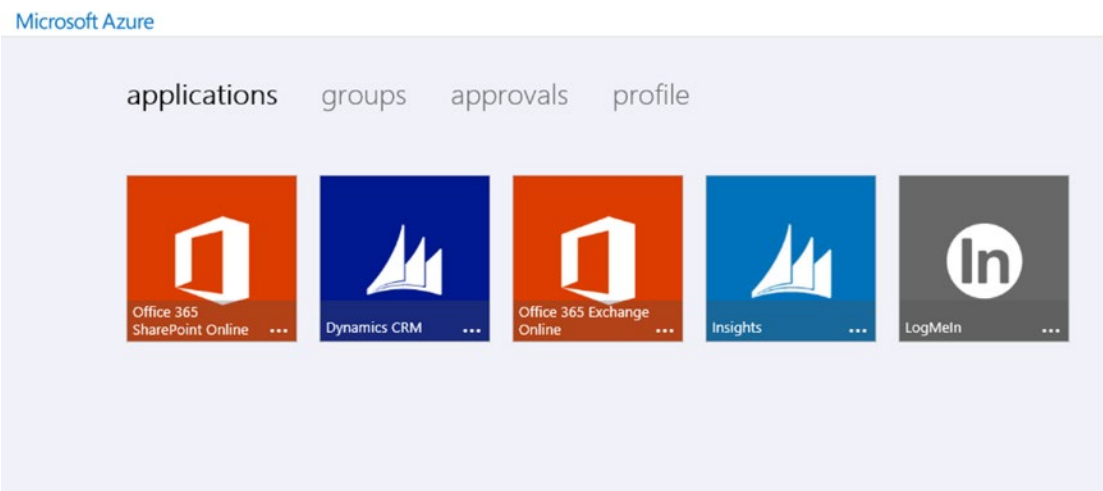 Microsoft Azure
applications groups approvals profile
In
Office 365
SharePoint Online ...
Dynamics CRM ...
Office 365 Exchange
Online ...
Insights ...
LogMeIn ...